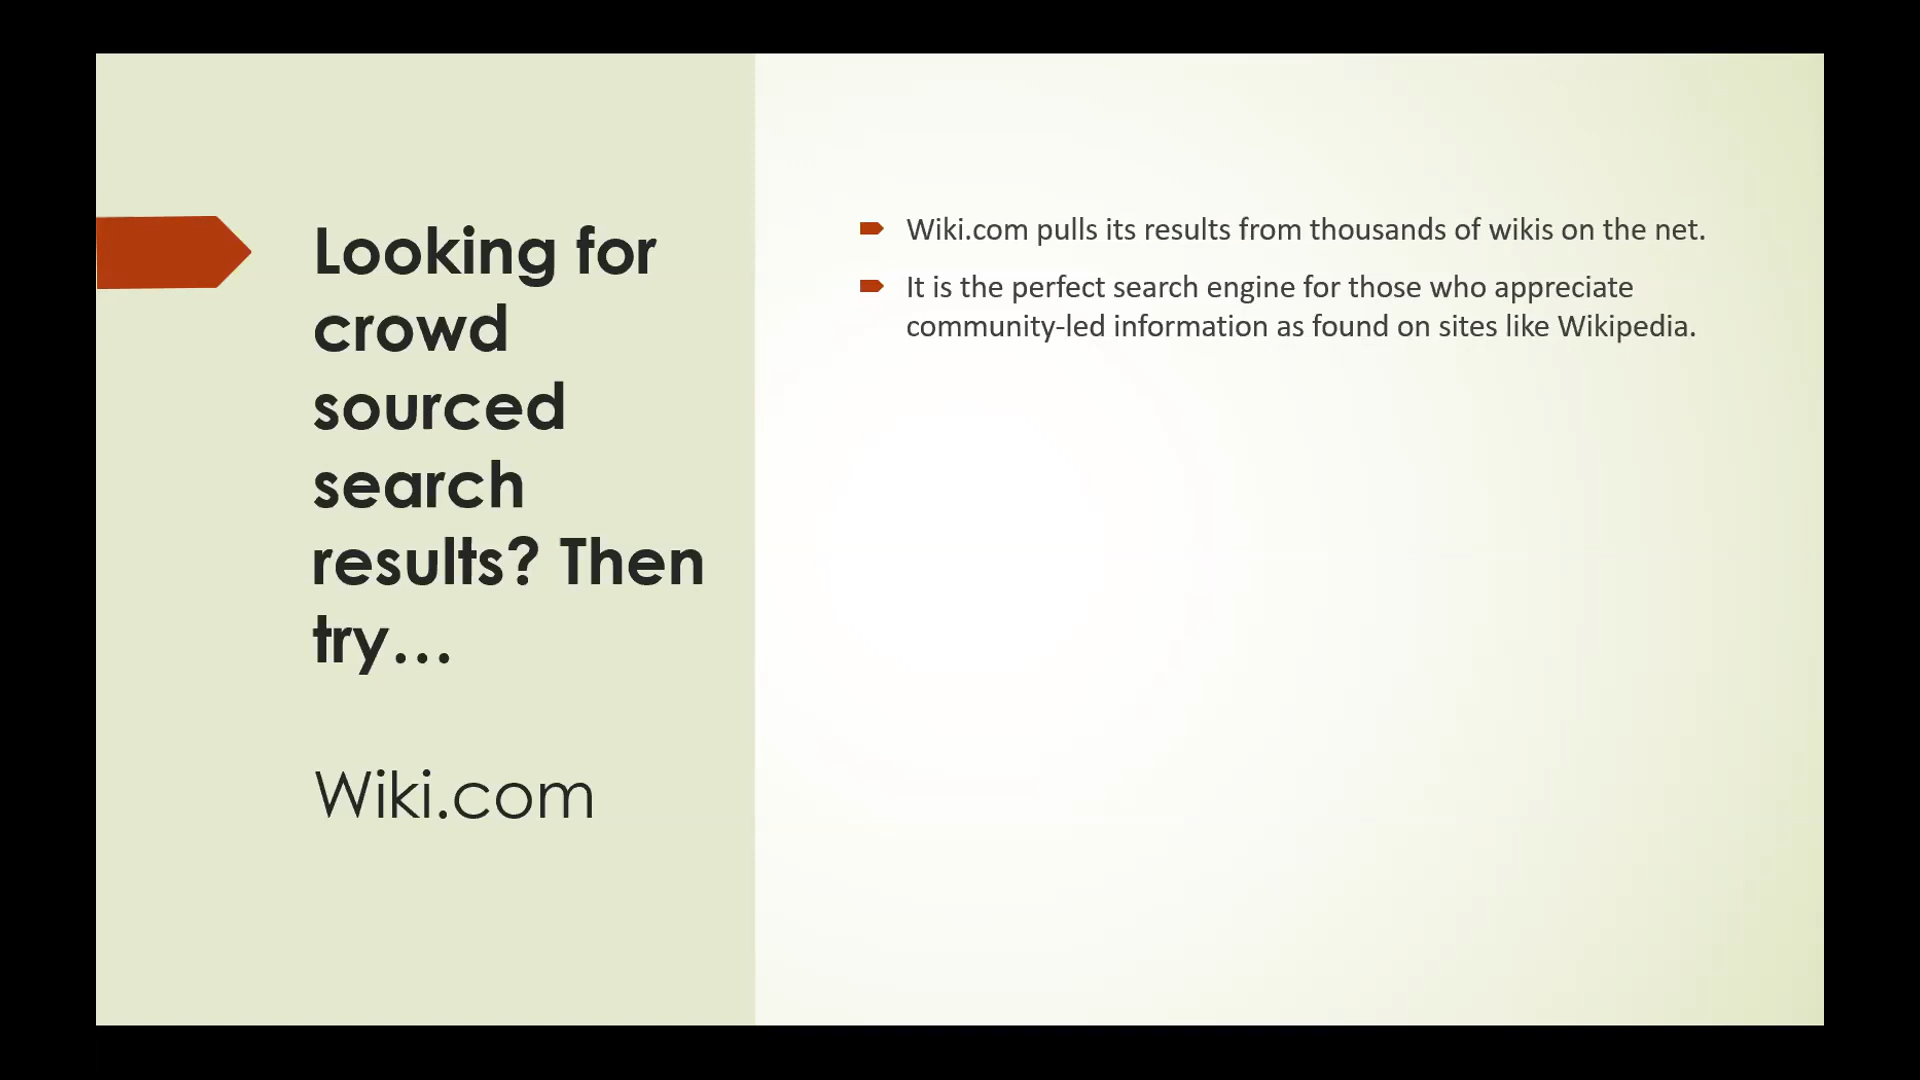 Looking for
crowd
sourced
search
results? Then
try…
Wiki.com
Wiki.com pulls its results from thousands of wikis on the net.
It is the perfect search engine for those who appreciate
community-led information as found on sites like Wikipedia.